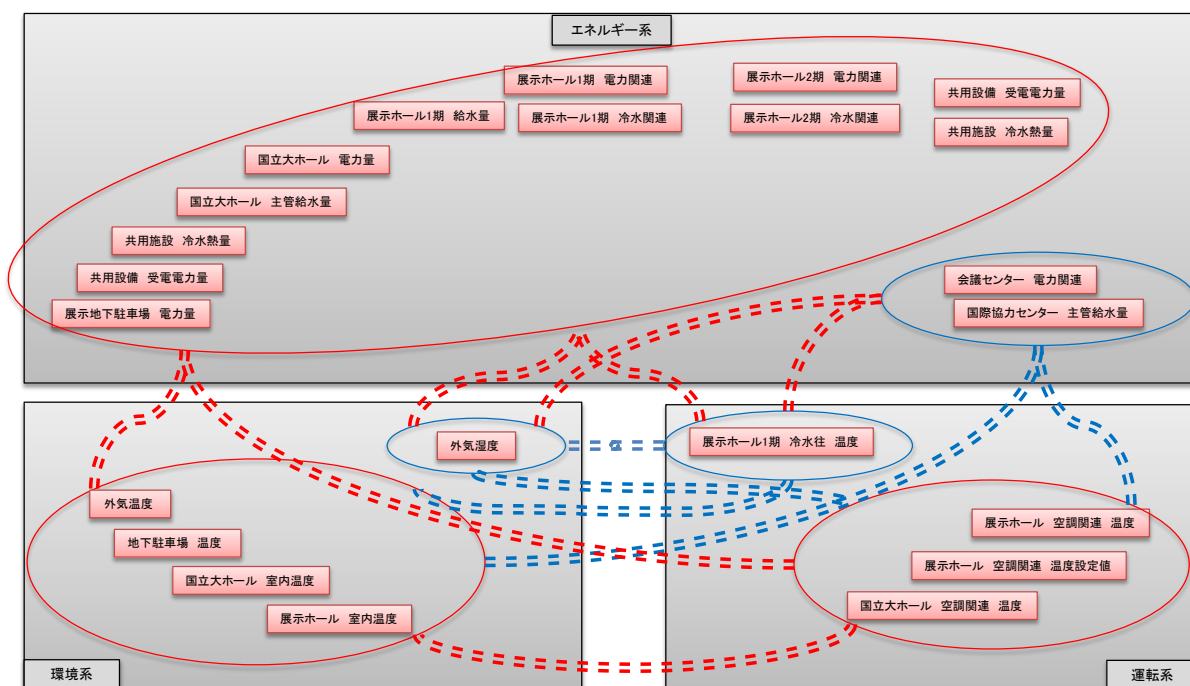 エネルギー系
展示ホール1期 電力関連
展示ホール2期 電力関連
共用設備 受電電力量
展示ホール1期 給水量
展示ホール1期 冷水関連
展示ホール2期 冷水関連
共用施設 冷水熱量
国立大ホール 電力量
国立大ホール 主管給水量
共用施設 冷水熱量
共用設備 受電電力量
展示地下駐車場 電力量
会議センター 電力関連
国際協力センター 主管給水量
外気湿度
外気温度
地下駐車場 温度
国立大ホール 室内温度
展示ホール 室内温度
環境系
展示ホール1期 冷水往 温度
展示ホール 空調関連 温度
展示ホール 空調関連 温度設定値
国立大ホール 空調関連 温度
運転系